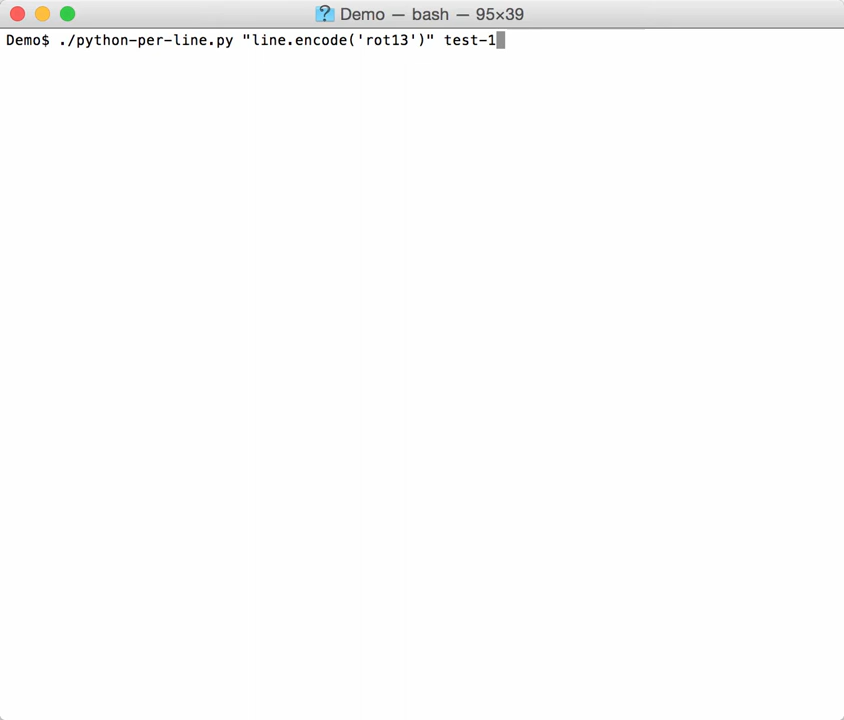 Demo — bash — 95×39
Demo$ ./python-per-line.py "line.encode('rot13')" test-1